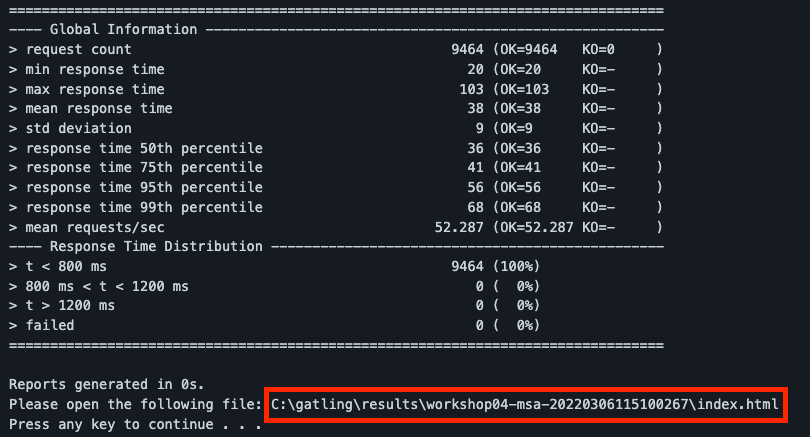 ================================================================================
---- Global Information --------------------------------------------------------
> request count                                       9464 (OK=9464   KO=0     )
> min response time                                     20 (OK=20     KO=-     )
> max response time                                    103 (OK=103    KO=-     )
> mean response time                                    38 (OK=38     KO=-     )
> std deviation                                          9 (OK=9      KO=-     )
> response time 50th percentile                         36 (OK=36     KO=-     )
> response time 75th percentile                         41 (OK=41     KO=-     )
> response time 95th percentile                         56 (OK=56     KO=-     )
> response time 99th percentile                         68 (OK=68     KO=-     )
> mean requests/sec                                 52.287 (OK=52.287 KO=-     )
---- Response Time Distribution ------------------------------------------------
> t < 800 ms                                          9464 (100%)
> 800 ms < t < 1200 ms                                   0 (  0%)
> t > 1200 ms                                            0 (  0%)
> failed                                                 0 (  0%)
================================================================================
Reports generated in 0s.
Please open the following file: C:\gatling\results\workshop04-msa-20220306115100267\index.html
Press any key to continue . . .